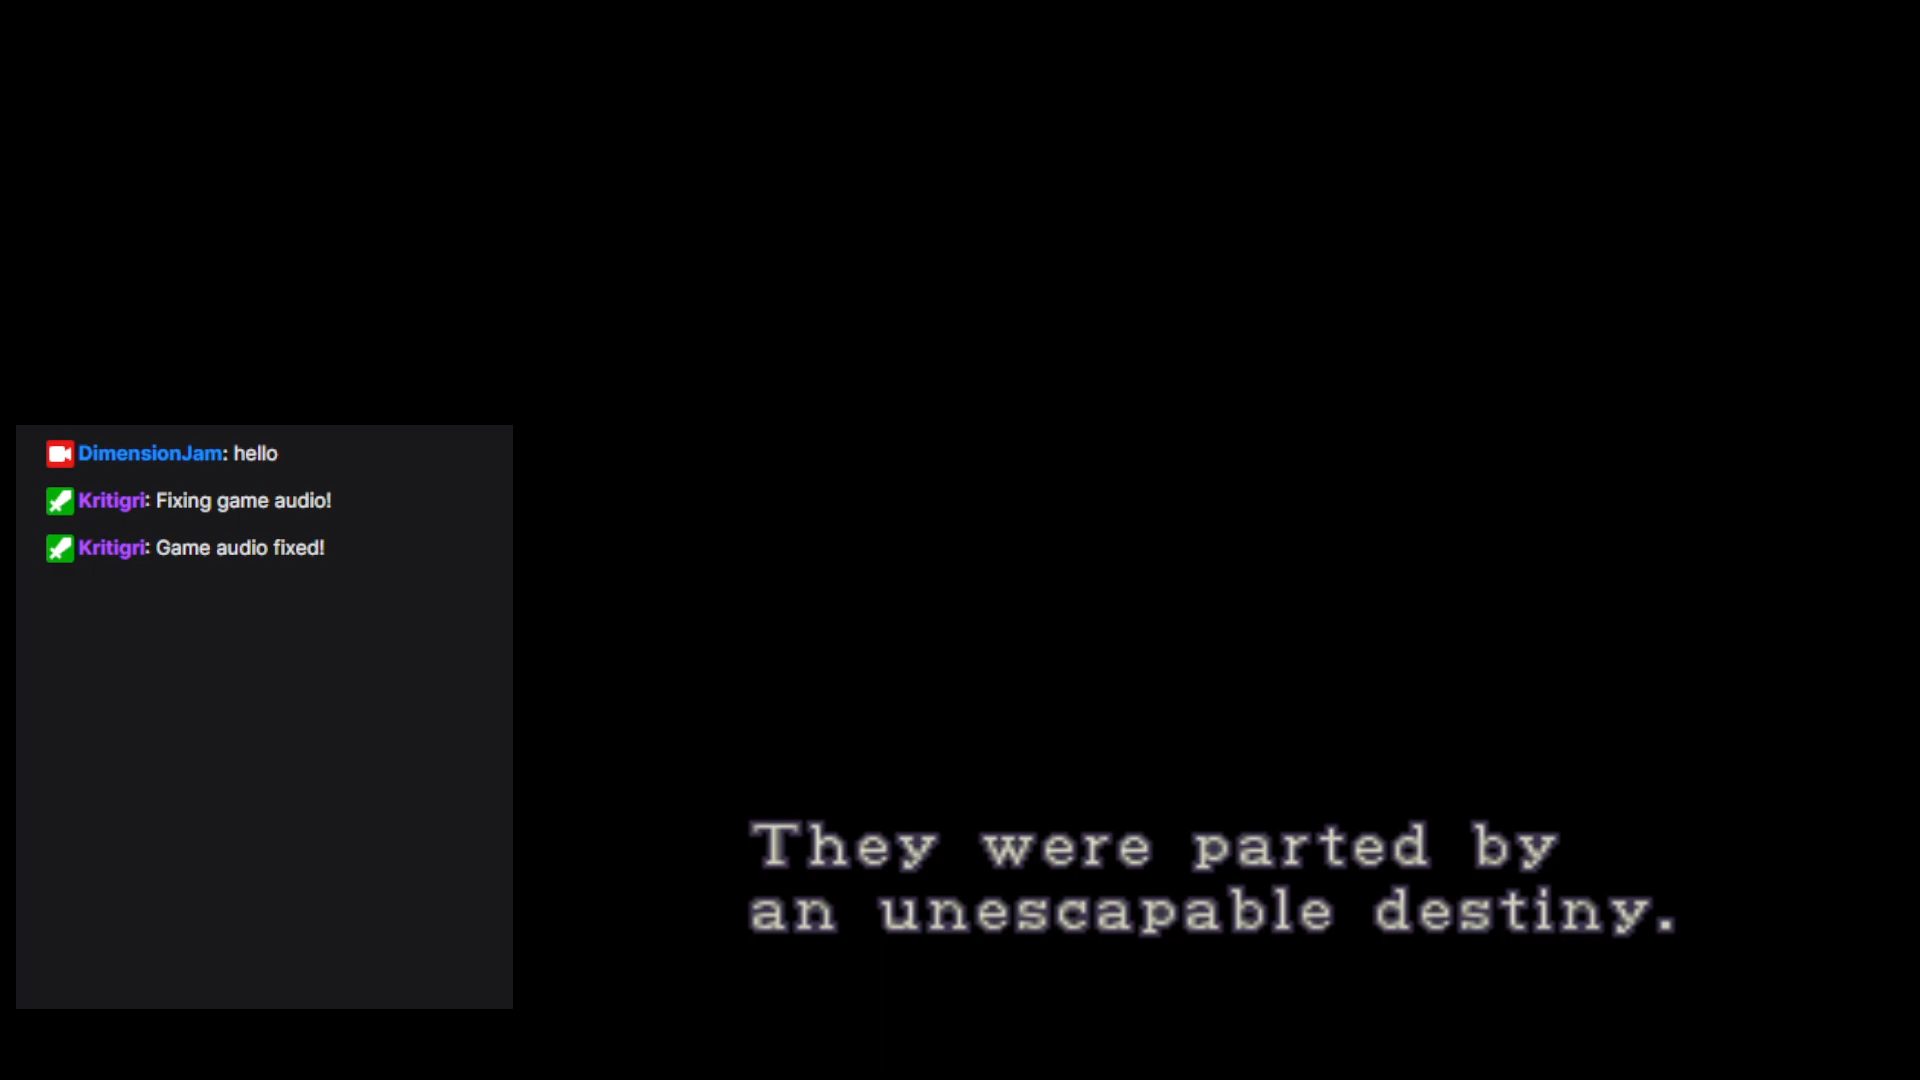 DimensionJam: hello
Kritigri: Fixing game audio!
Kritigri: Game audio fixed!
They were parted by
an unescapable destiny.